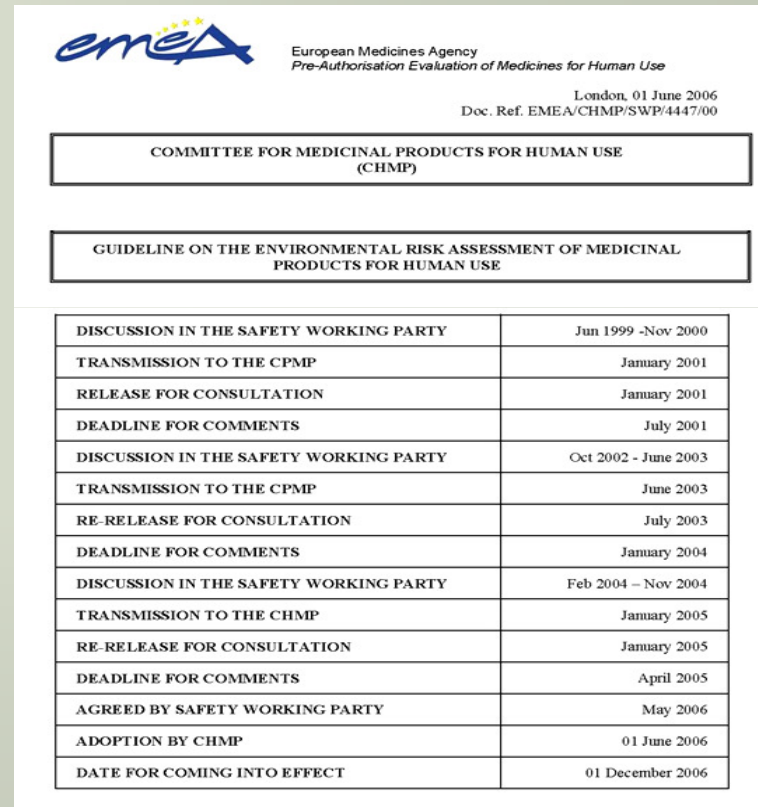 emea
European Medicines Agency
Pre-Authorisation Evaluation of Medicines for Human Use
London, 01 June 2006
Doc. Ref. EMEA/CHMP/SWP/4447/00
COMMITTEE FOR MEDICINAL PRODUCTS FOR HUMAN USE
(CHMP)
GUIDELINE ON THE ENVIRONMENTAL RISK ASSESSMENT OF MEDICINAL
PRODUCTS FOR HUMAN USE
DISCUSSION IN THE SAFETY WORKING PARTY Jun 1999 -Nov 2000
TRANSMISSION TO THE CPMP January 2001
RELEASE FOR CONSULTATION January 2001
DEADLINE FOR COMMENTS July 2001
DISCUSSION IN THE SAFETY WORKING PARTY Oct 2002 - June 2003
TRANSMISSION TO THE CPMP June 2003
RE-RELEASE FOR CONSULTATION July 2003
DEADLINE FOR COMMENTS January 2004
DISCUSSION IN THE SAFETY WORKING PARTY Feb 2004 – Nov 2004
TRANSMISSION TO THE CHMP January 2005
RE-RELEASE FOR CONSULTATION January 2005
DEADLINE FOR COMMENTS April 2005
AGREED BY SAFETY WORKING PARTY May 2006
ADOPTION BY CHMP 01 June 2006
DATE FOR COMING INTO EFFECT 01 December 2006